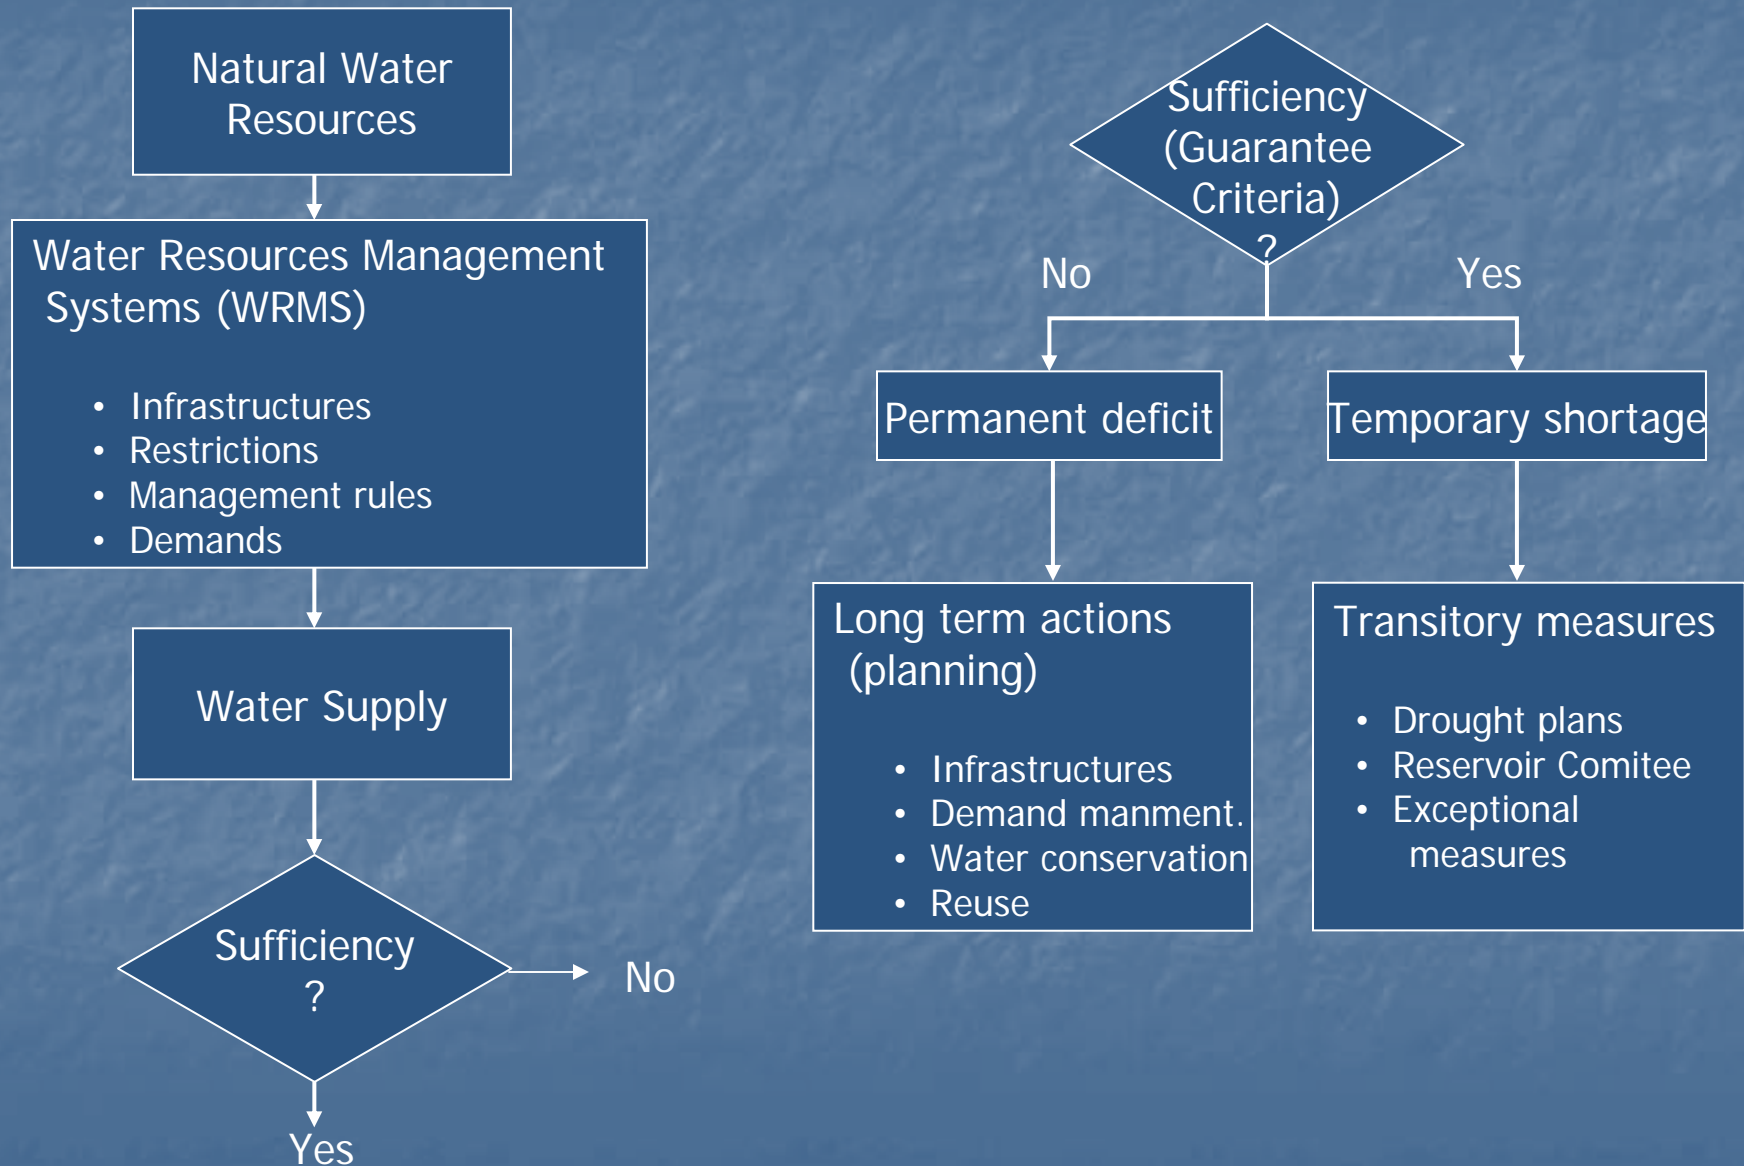 Natural Water
Resources
Water Resources Management
Systems (WRMS)
• Infrastructures
• Restrictions
• Management rules
• Demands
Water Supply
Sufficiency
?
No
Yes
Sufficiency
(Guarantee
Criteria)
?
No
Yes
Permanent deficit
Temporary shortage
Long term actions
(planning)
• Infrastructures
• Demand manment.
• Water conservation
• Reuse
Transitory measures
• Drought plans
• Reservoir Comitee
• Exceptional
measures